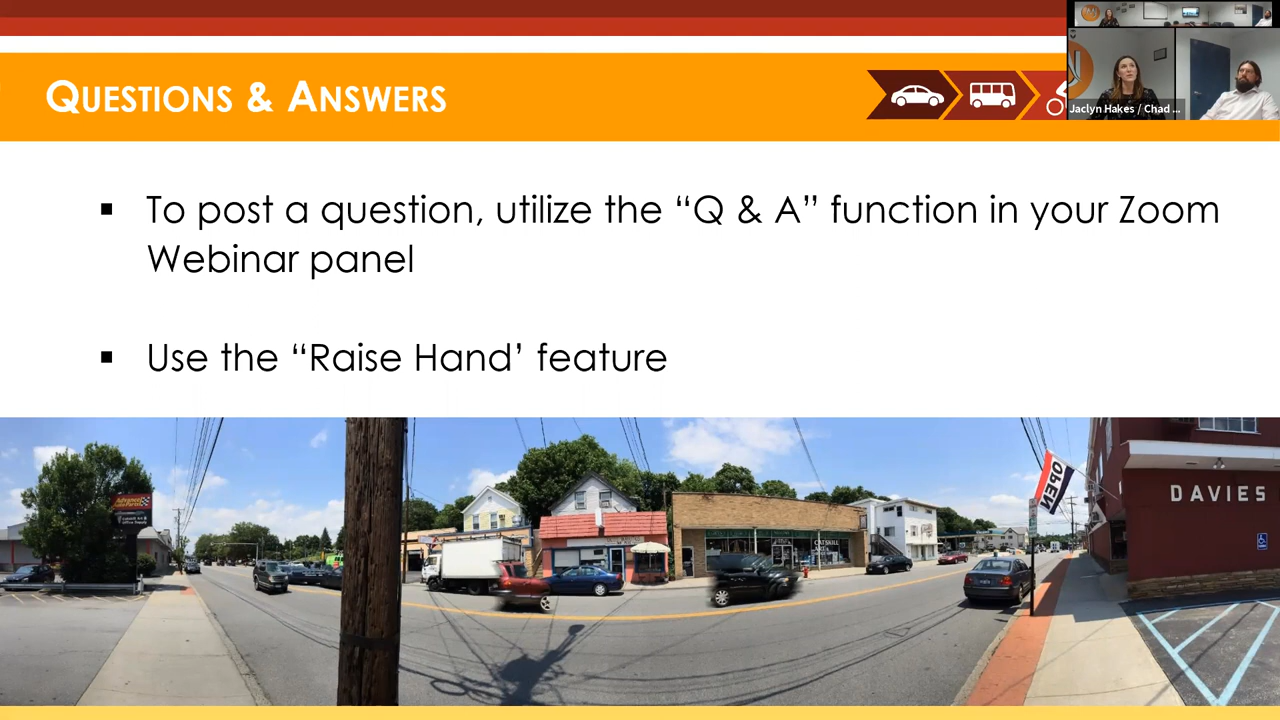 QUESTIONS & ANSWERS
Jaclyn Hakes / Chad ...
▪ To post a question, utilize the “Q & A” function in your Zoom
Webinar panel
▪ Use the “Raise Hand’ feature
OPEN
DAVIES